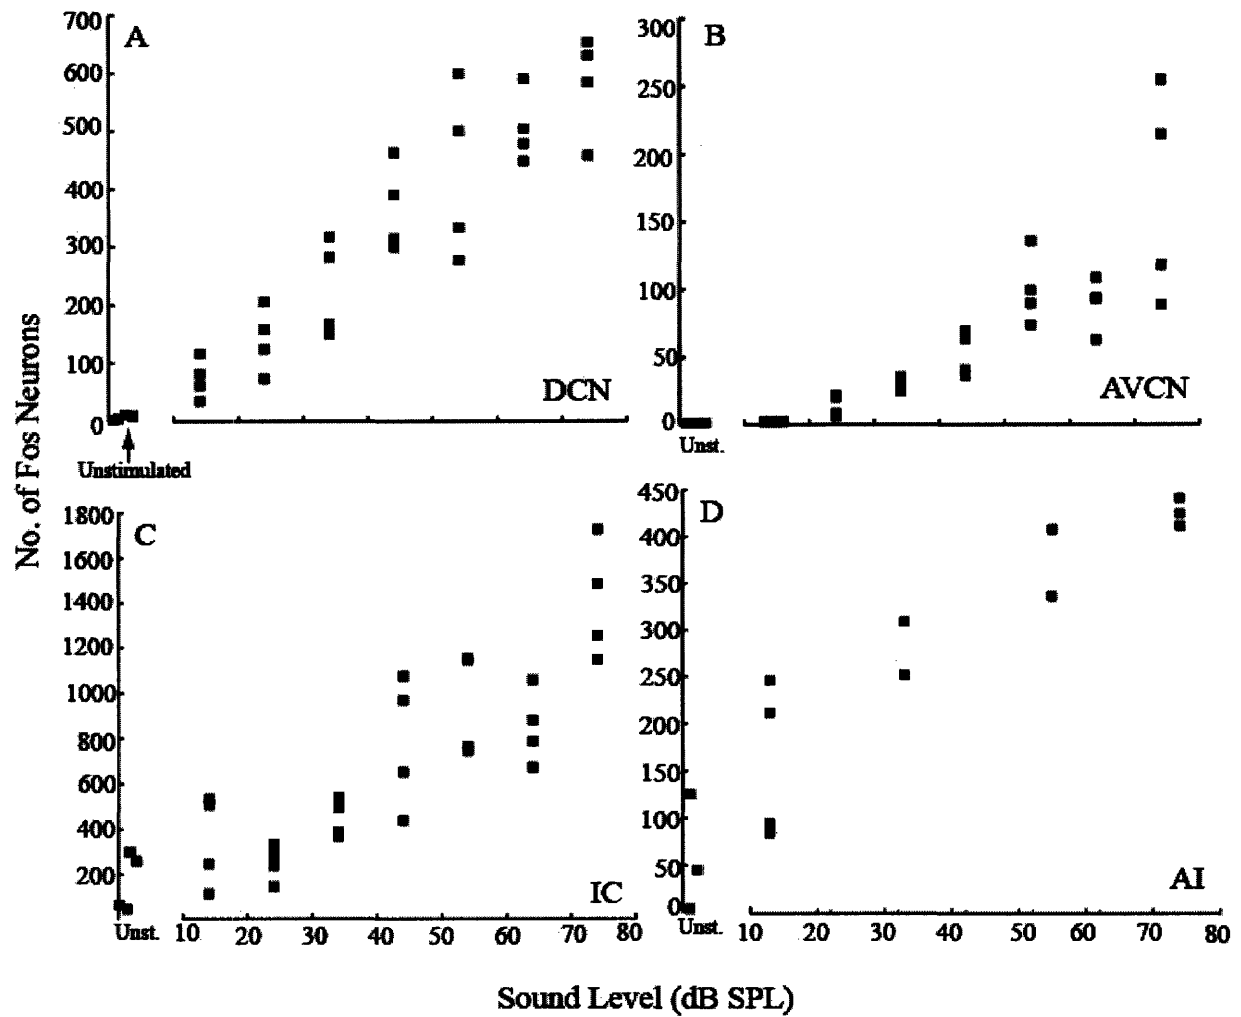 No. of Fos Neurons
A
700
600
500
400
300
200
100
0
DCN
Unstimulated
B
300
250
200
150
100
50
0
AVCN
Unst.
C
1800
1600
1400
1200
1000
800
600
400
200
IC
Unst. 10 20 30 40 50 60 70 80
D
450
400
350
300
250
200
150
100
50
0
AI
Unst. 10 20 30 40 50 60 70 80
Sound Level (dB SPL)